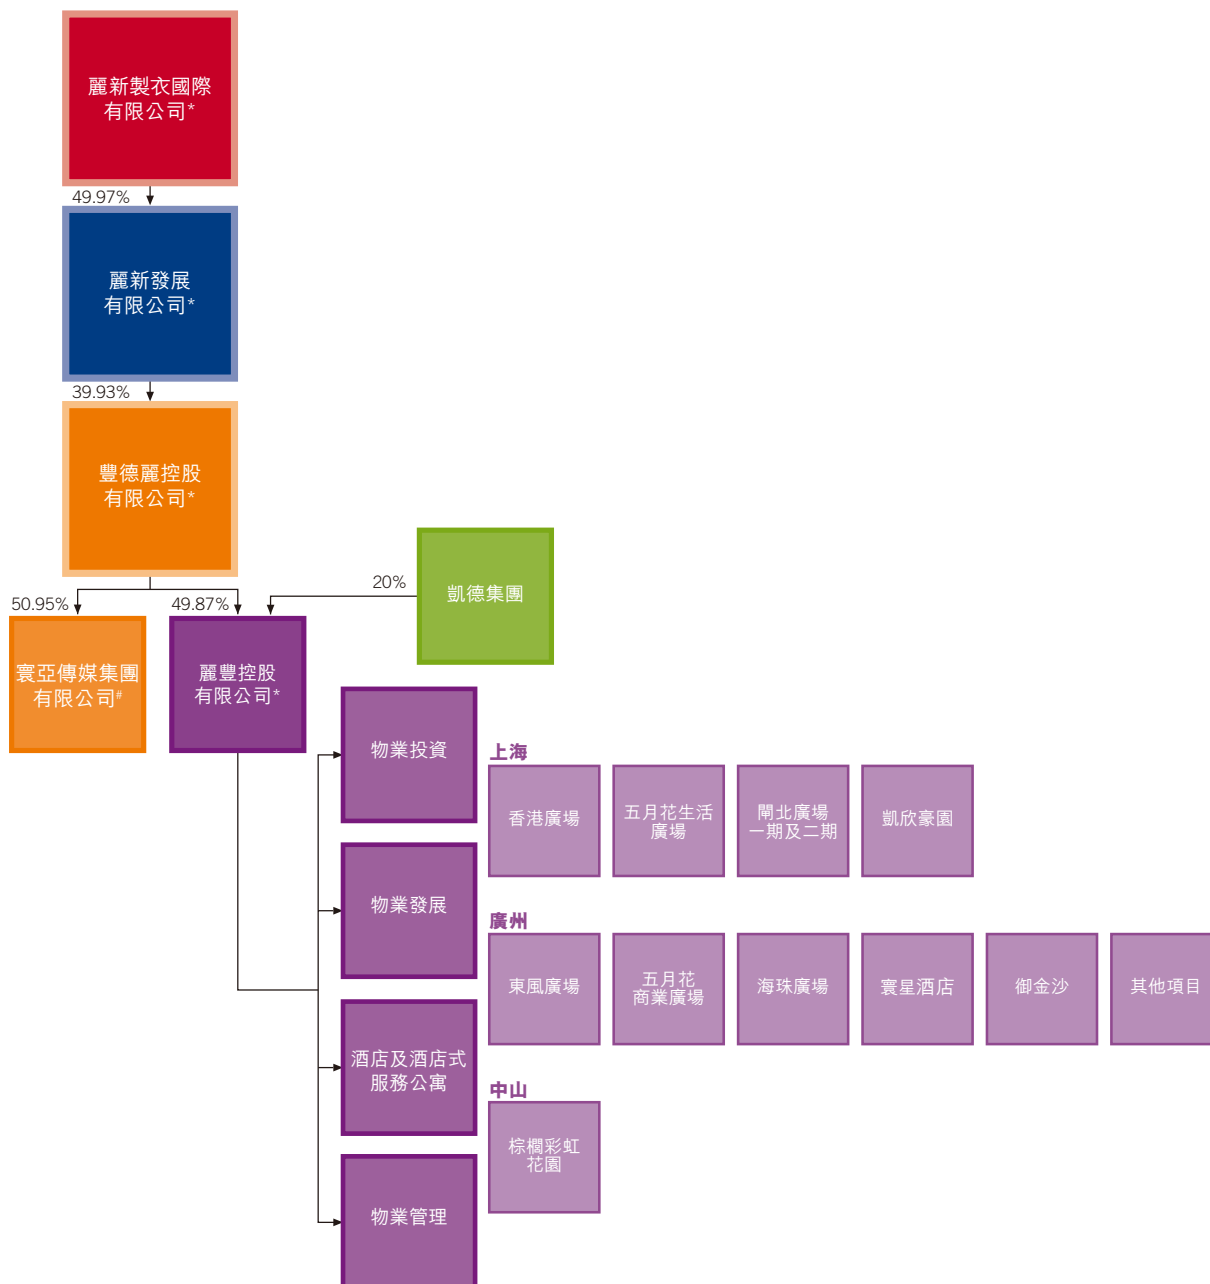 麗新製衣國際
有限公司*
49.97%
麗新發展
有限公司*
39.93%
豐德麗控股
有限公司*
50.95%
49.87%
20%
凱德集團
寰亞傳媒集團
有限公司#
麗豐控股
有限公司*
物業投資
上海
香港廣場
五月花生活
廣場
閘北廣場
一期及二期
凱欣豪園
物業發展
廣州
東風廣場
五月花
商業廣場
海珠廣場
寰星酒店
御金沙
其他項目
酒店及酒店式
服務公寓
中山
棕櫚彩虹
花園
物業管理